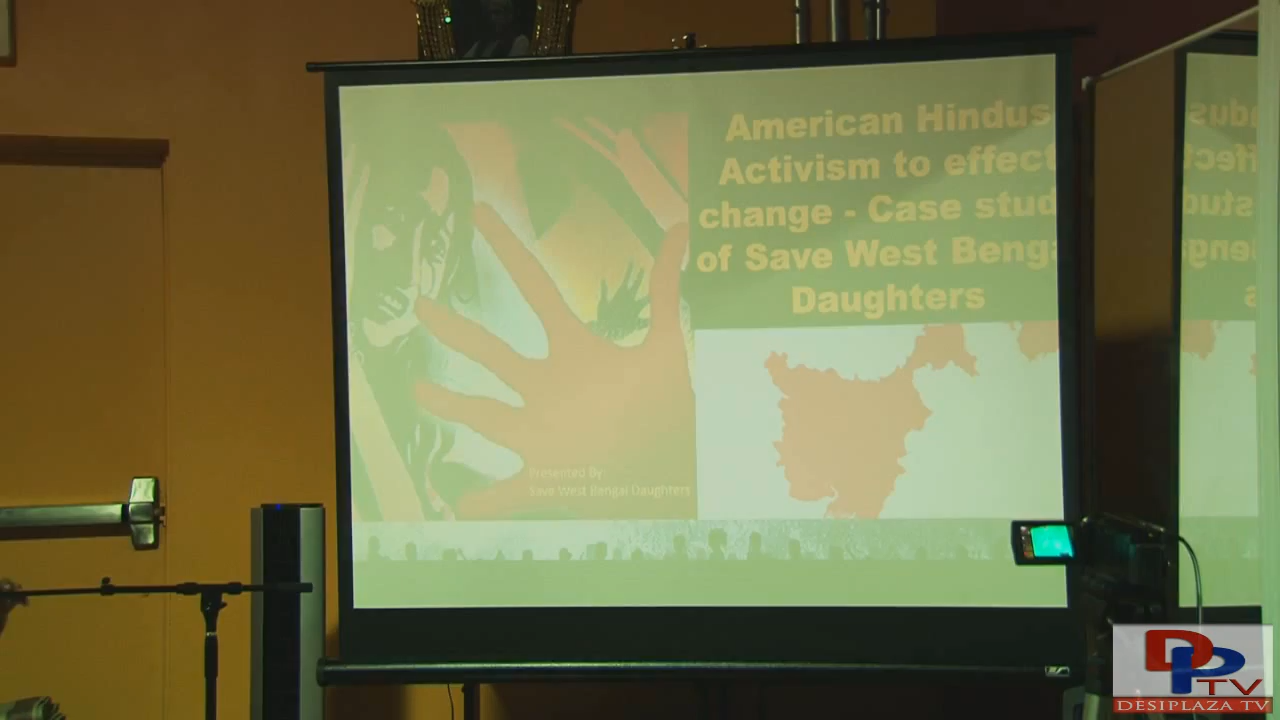 American Hindus
Activism to effect
change - Case stud
of Save West Beng
Daughters
Presented By:
Save West Bengal Daughters
DP
TV
DESIPLAZA TV